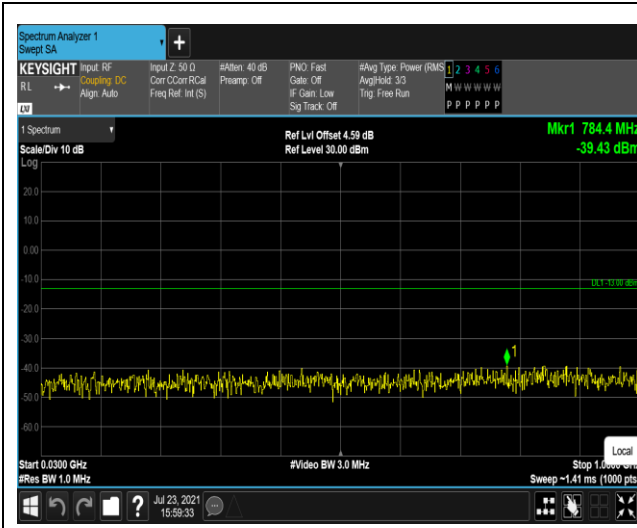 Spectrum Analyzer 1
Swept SA
+
KEYSIGHT Input: RF Input Z: 50 Ω #Atten: 40 dB PNO: Fast #Avg Type: Power (RMS 1 2 3 4 5 6
RL Coupling: DC Corr CCorr RCal Preamp: Off Gate: Off Avg|Hold: 3/3 M W W W W W
Align: Auto Freq Ref: Int (S) IF Gain: Low Trig: Free Run
Sig Track: Off P P P P P P
LXI
1 Spectrum Ref Lvl Offset 4.59 dB Mkr1 784.4 MHz
Scale/Div 10 dB Ref Level 30.00 dBm -39.43 dBm
Log
20.0
10.0
0.00
-10.0
DL1 -13.00 dBm
-20.0
-30.0
1
-40.0
-50.0
-60.0
Local
Start 0.0300 GHz #Video BW 3.0 MHz Stop
#Res BW 1.0 MHz Sweep ~1.41 ms (1000 pts
? Jul 23, 2021
15:59:33